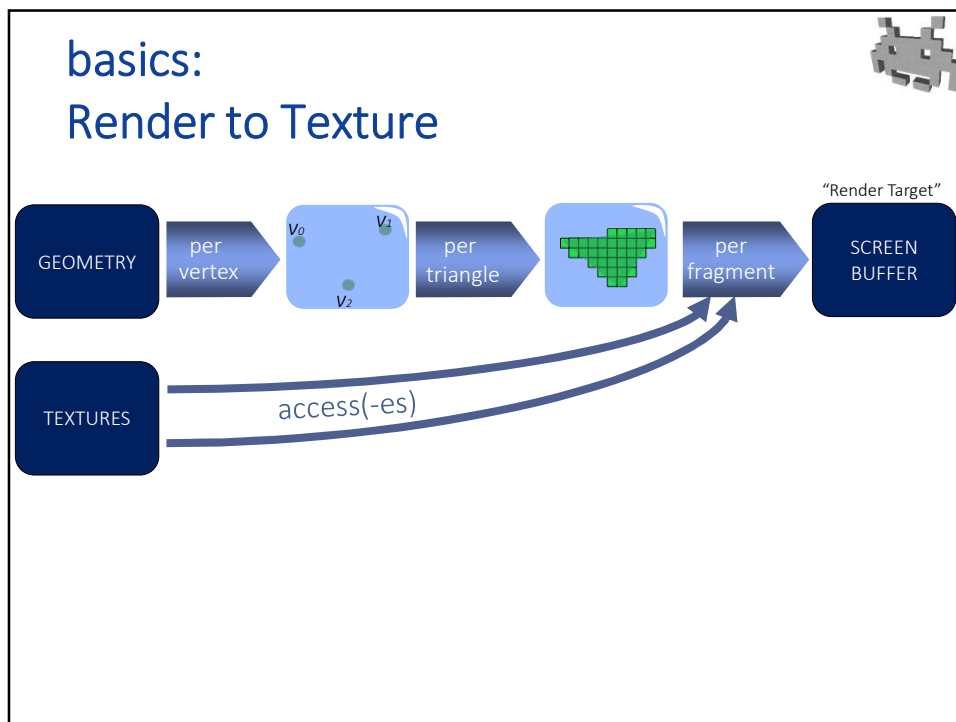 basics:
Render to Texture
“Render Target”
GEOMETRY
per
vertex
v0
v1
v2
per
triangle
per
fragment
SCREEN
BUFFER
TEXTURES
access(-es)